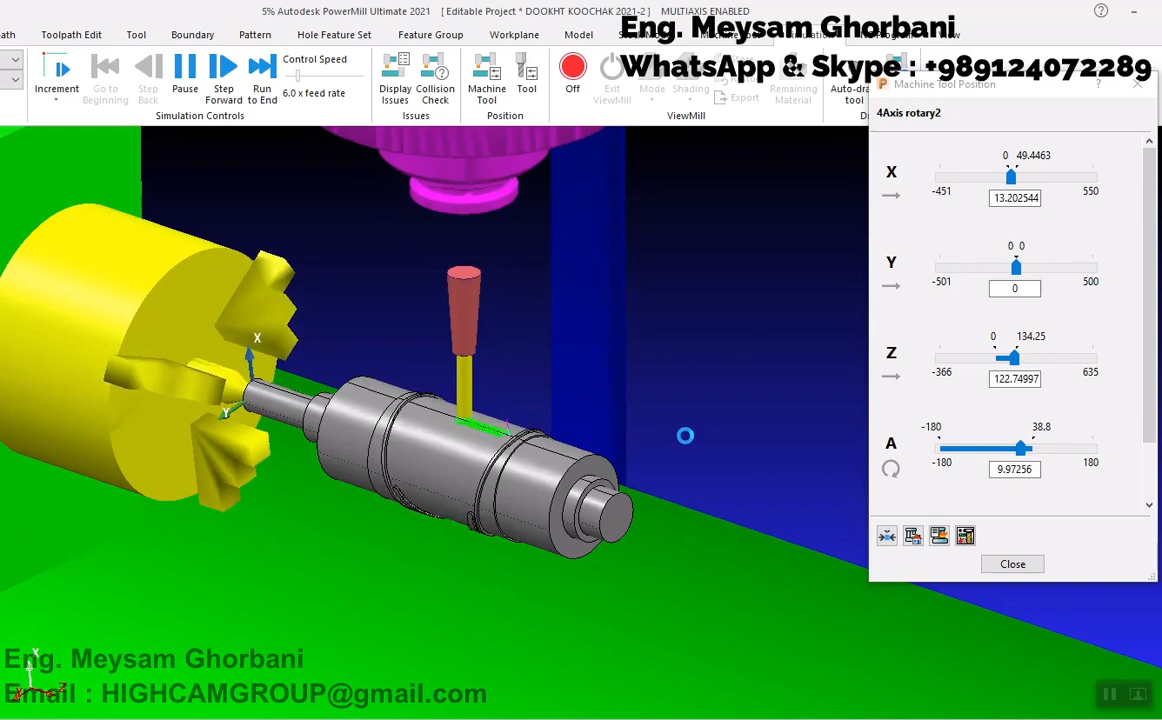 5% Autodesk PowerMill Ultimate 2021 [ Editable Project * DOOKHT KOOCHAK 2021-2 ] MULTIAXIS ENABLED
Eng. Meysam Ghorbani
WhatsApp & Skype : +989124072289
path Toolpath Edit Tool Boundary Pattern Hole Feature Set Feature Group Workplane Model
Increment
Go to Beginning
Step Back
Pause
Step Forward
Run to End
Control Speed
6.0 x feed rate
Simulation Controls
Display Issues
Collision Check
Issues
Machine Tool
Tool
Position
Off
Exit ViewMill
Mode
Shading
Export
Remaining Material
ViewMill
Auto-dra
tool
Machine Tool Position
?
4Axis rotary2
X
0 49.4463
-451 550
13.202544
Y
0 0
-501 500
0
Z
0 134.25
-366 635
122.74997
A
-180 38.8
-180 180
9.97256
Close
X
Y
Eng. Meysam Ghorbani
Email : HIGHCAMGROUP@gmail.com
X
Z